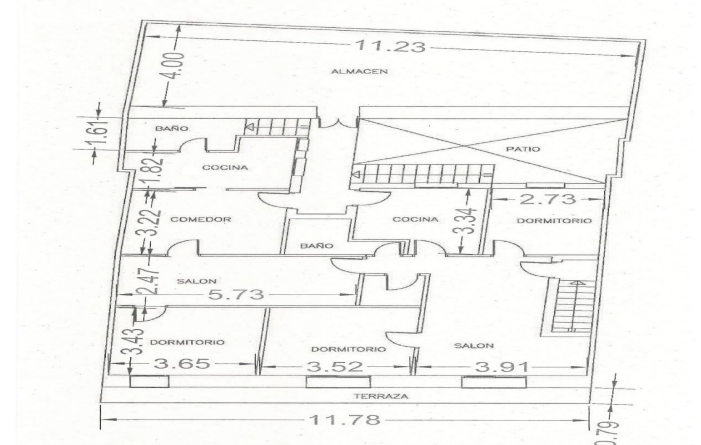 11.23
4.00
ALMACEN
1.61
BAÑO
PATIO
1.82
COCINA
2.73
3.22
COMEDOR
COCINA
3.34
DORMITORIO
BAÑO
2.47
SALON
5.73
3.43
DORMITORIO
DORMITORIO
SALON
3.65
3.52
3.91
TERRAZA
11.78
0.79